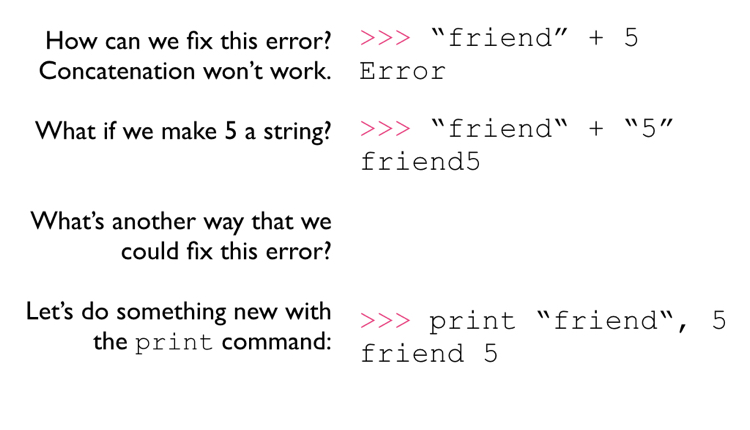 How can we fix this error? >>> “friend” + 5
Concatenation won’t work. Error
What if we make 5 a string? >>> “friend“ + “5”
friend5
What’s another way that we
could fix this error?
Let’s do something new with
the print command:
>>> print “friend“, 5
friend 5